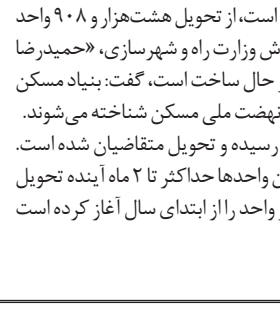 است، از تحویل هشت‌هزار و ۹۰۸ واحد
ش وزارت راه و شهرسازی، «حمیدرضا
ر حال ساخت است، گفت: بنیاد مسکن
نهضت ملی مسکن شناخته می‌شوند.
رسیده و تحویل متقاضیان شده است.
ن واحدها حداکثر تا ۲ ماه آینده تحویل
واحد را از ابتدای سال آغاز کرده است